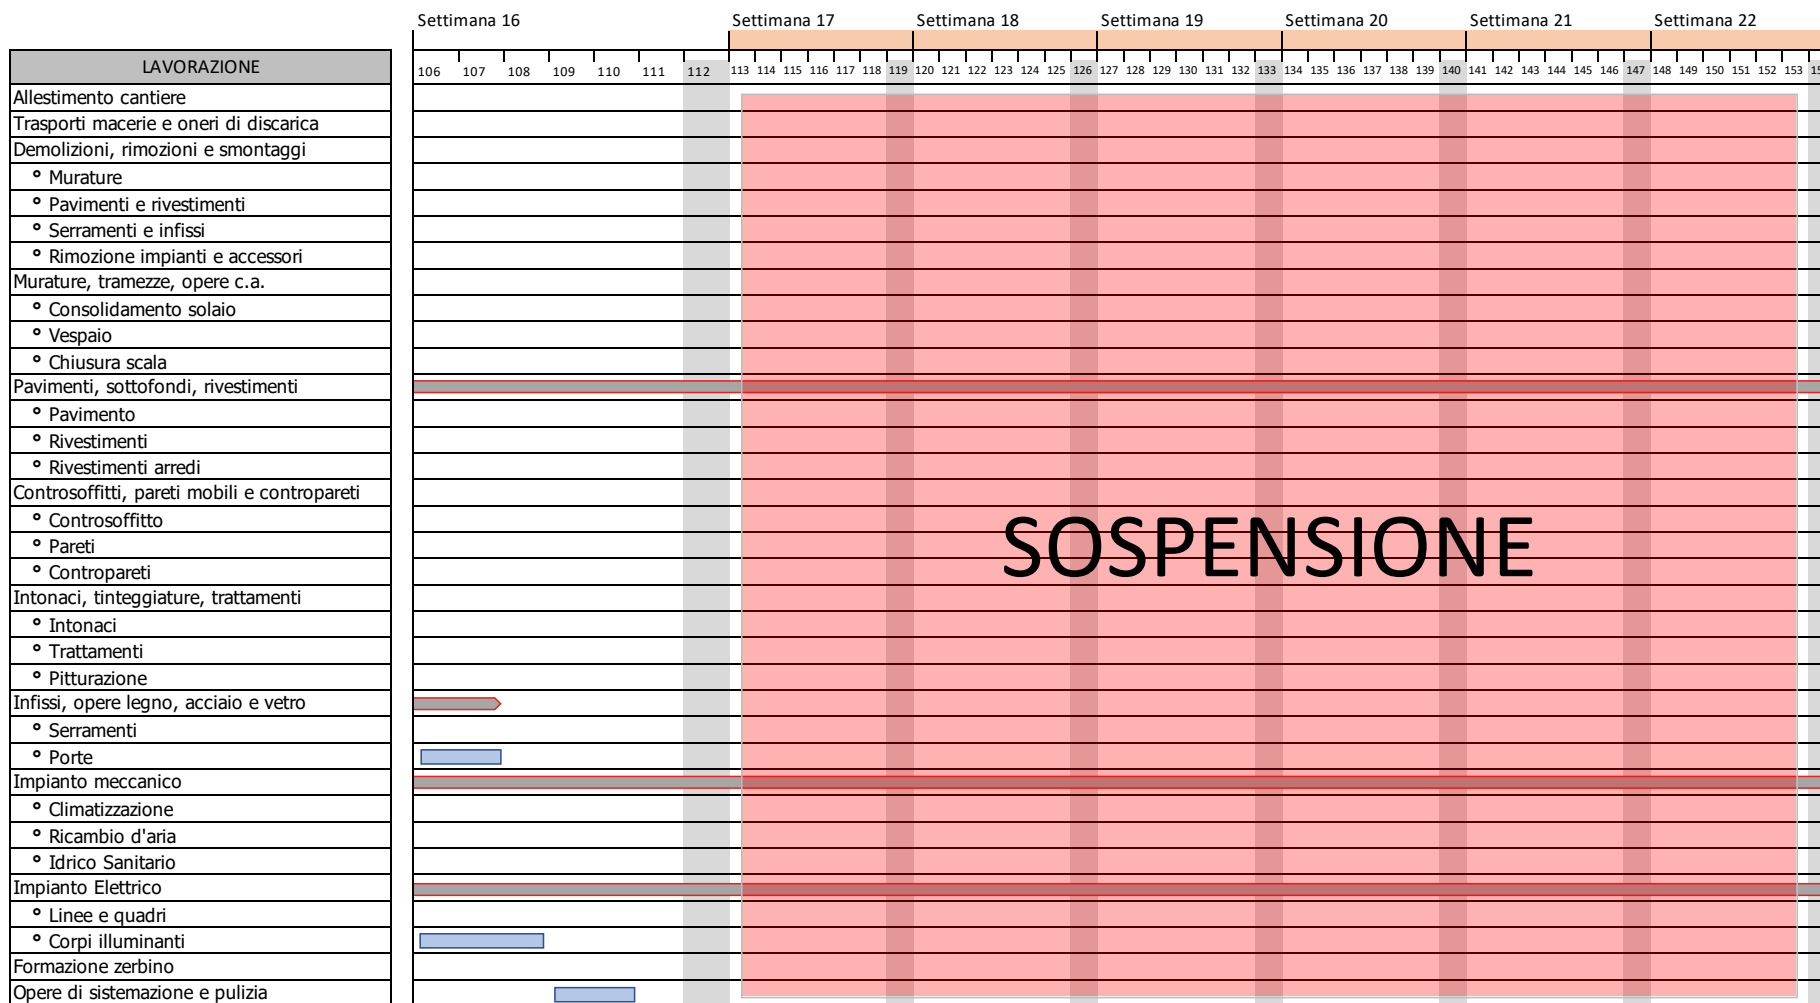 Settimana 16 Settimana 17 Settimana 18 Settimana 19 Settimana 20 Settimana 21 Settimana 22
LAVORAZIONE 106 107 108 109 110 111 112 113 114 115 116 117 118 119 120 121 122 123 124 125 126 127 128 129 130 131 132 133 134 135 136 137 138 139 140 141 142 143 144 145 146 147 148 149 150 151 152 153
Allestimento cantiere
Trasporti macerie e oneri di discarica
Demolizioni, rimozioni e smontaggi
° Murature
° Pavimenti e rivestimenti
° Serramenti e infissi
° Rimozione impianti e accessori
Murature, tramezze, opere c.a.
° Consolidamento solaio
° Vespaio
° Chiusura scala
Pavimenti, sottofondi, rivestimenti
° Pavimento
° Rivestimenti
° Rivestimenti arredi
Controsoffitti, pareti mobili e contropareti
° Controsoffitto
° Pareti
SOSPENSIONE
° Contropareti
Intonaci, tinteggiature, trattamenti
° Intonaci
° Trattamenti
° Pitturazione
Infissi, opere legno, acciaio e vetro
° Serramenti
° Porte
Impianto meccanico
° Climatizzazione
° Ricambio d'aria
° Idrico Sanitario
Impianto Elettrico
° Linee e quadri
° Corpi illuminanti
Formazione zerbino
Opere di sistemazione e pulizia